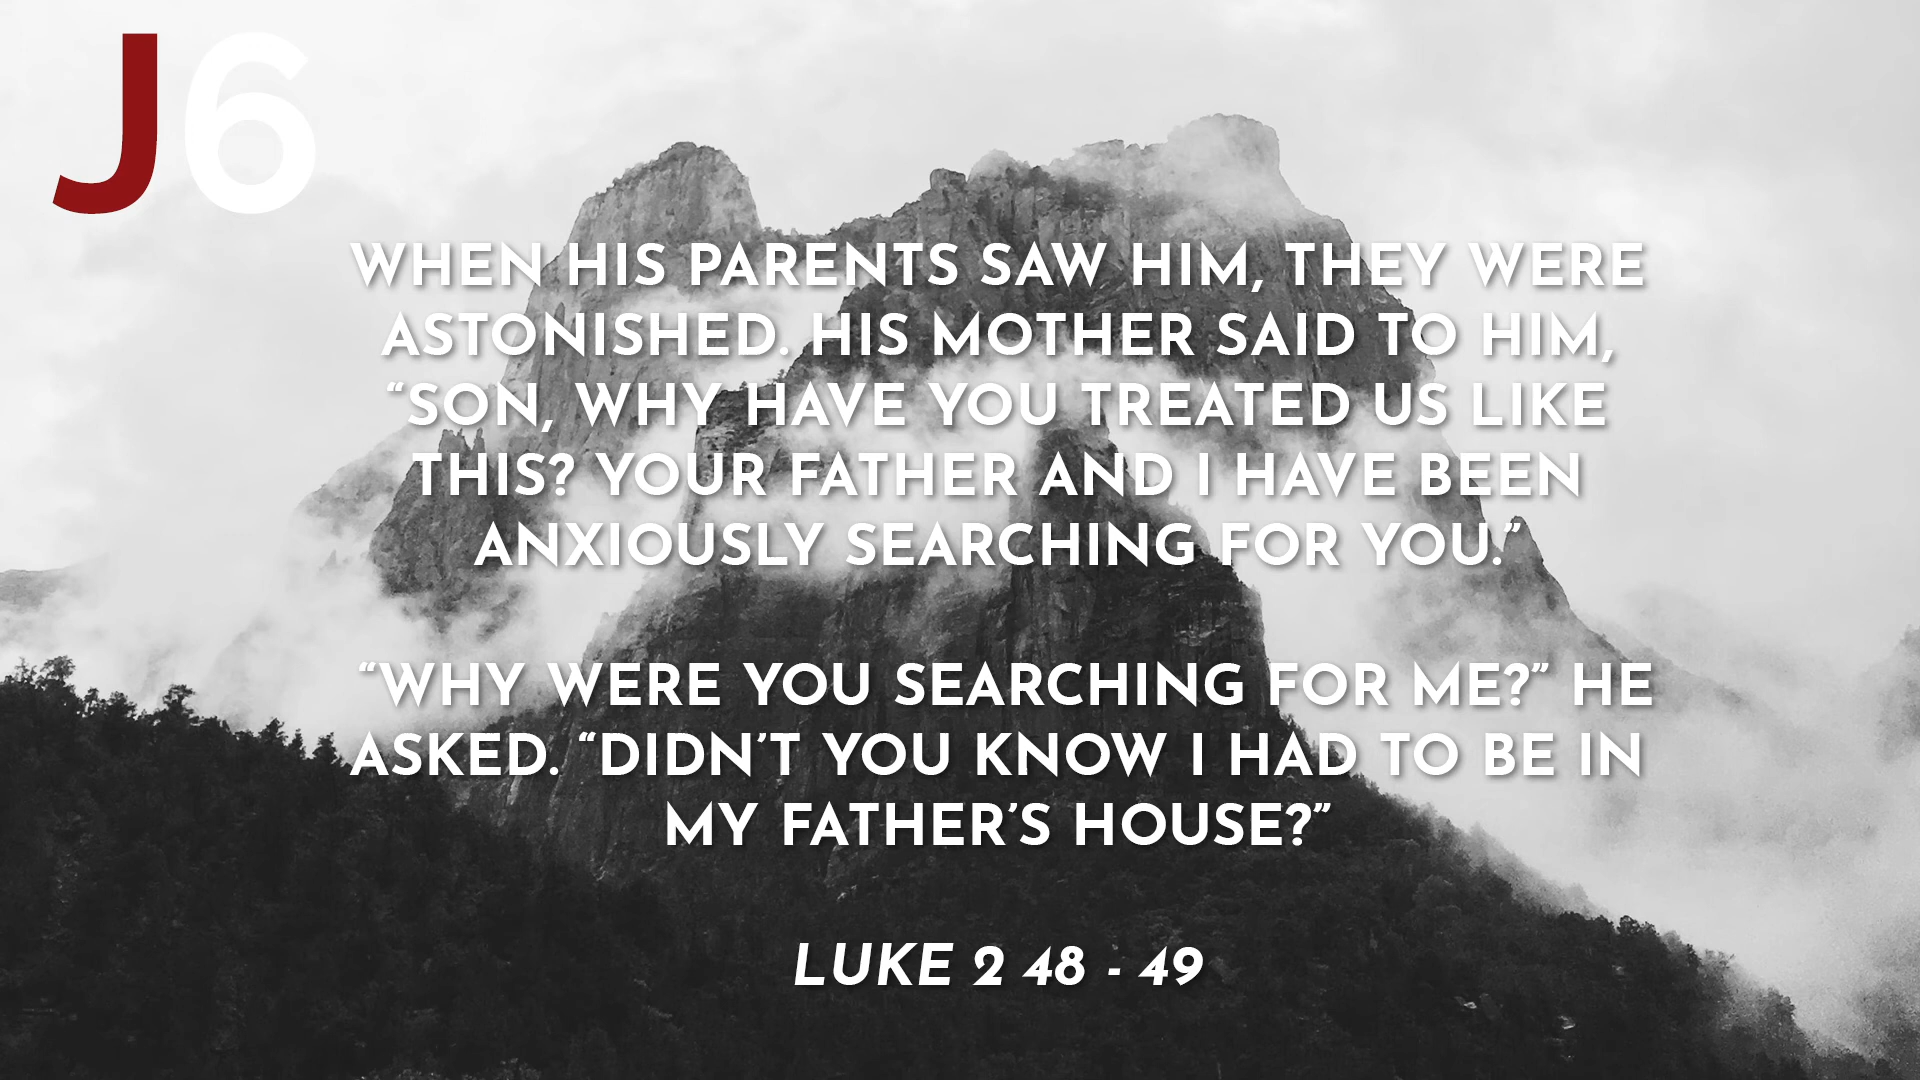 J6
WHEN HIS PARENTS SAW HIM, THEY WERE
ASTONISHED. HIS MOTHER SAID TO HIM,
“SON, WHY HAVE YOU TREATED US LIKE
THIS? YOUR FATHER AND I HAVE BEEN
ANXIOUSLY SEARCHING FOR YOU.”
“WHY WERE YOU SEARCHING FOR ME?” HE
ASKED. “DIDN’T YOU KNOW I HAD TO BE IN
MY FATHER’S HOUSE?”
LUKE 2 48 - 49